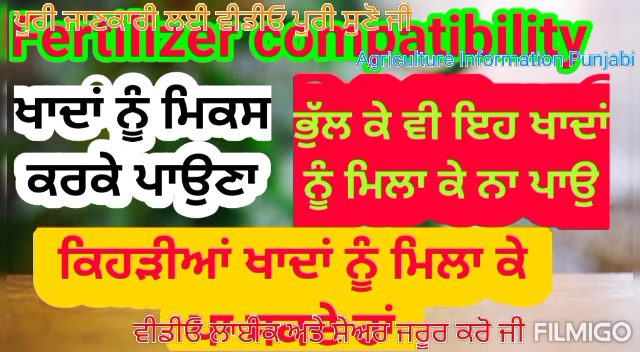 ਪੂਰੀ ਜਾਣਕਾਰੀ ਲਈ ਵੀਡੀਓ ਪੂਰੀ ਸੁਣੋ ਜੀ
Fertilizer compatibility
Agriculture Information Punjabi
ਖਾਦਾਂ ਨੂੰ ਮਿਕਸ
ਕਰਕੇ ਪਾਉਣਾ
ਭੁੱਲ ਕੇ ਵੀ ਇਹ ਖਾਦਾਂ
ਨੂੰ ਮਿਲਾ ਕੇ ਨਾ ਪਾਉ
ਕਿਹੜੀਆਂ ਖਾਦਾਂ ਨੂੰ ਮਿਲਾ ਕੇ
ਵੀਡੀਓ ਲਾਈਕ ਅਤੇ ਸ਼ੇਅਰ ਜਰੂਰ ਕਰੋ ਜੀ
FILMIGO